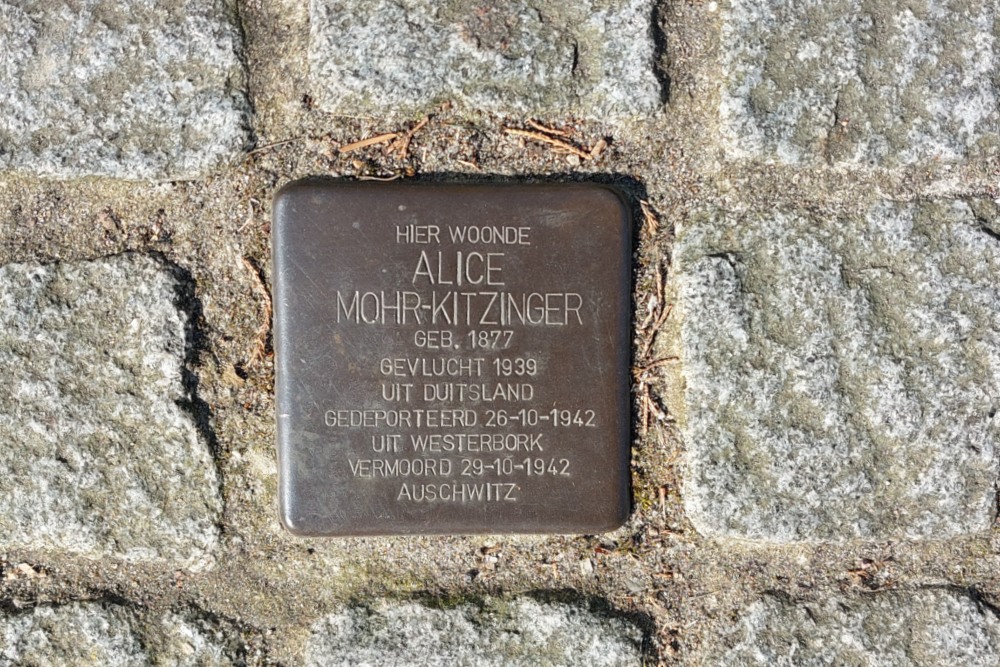 HIER WOONDE
ALICE
MOHR-KITZINGER
GEB. 1877
GEVLUCHT 1939
UIT DUITSLAND
GEDEPORTEERD 26-10-1942
UIT WESTERBORK
VERMOORD 29-10-1942
AUSCHWITZ